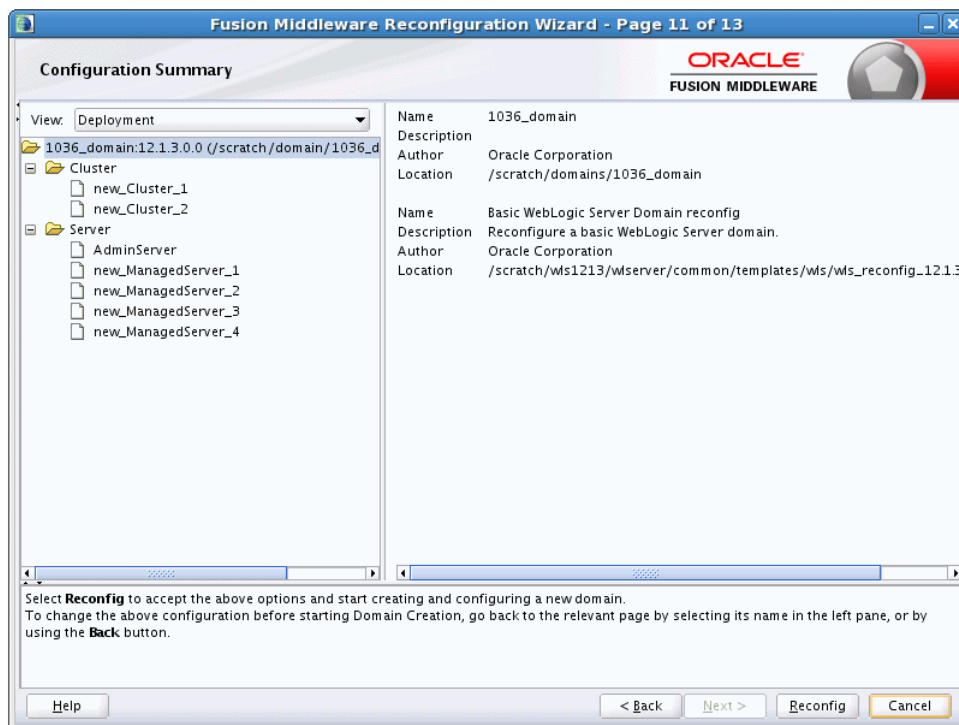 Fusion Middleware Reconfiguration Wizard - Page 11 of 13
Configuration Summary
ORACLE
FUSION MIDDLEWARE
View: Deployment
1036_domain:12.1.3.0.0 (/scratch/domain/1036_d
Cluster
new_Cluster_1
new_Cluster_2
Server
AdminServer
new_ManagedServer_1
new_ManagedServer_2
new_ManagedServer_3
new_ManagedServer_4
Name 1036_domain
Description
Author Oracle Corporation
Location /scratch/domains/1036_domain
Name Basic WebLogic Server Domain reconfig
Description Reconfigure a basic WebLogic Server domain.
Author Oracle Corporation
Location /scratch/wls1213/wlserver/common/templates/wls/wls_reconfig_12.1.3
Select Reconfig to accept the above options and start creating and configuring a new domain.
To change the above configuration before starting Domain Creation, go back to the relevant page by selecting its name in the left pane, or by
using the Back button.
Help
< Back
Next >
Reconfig
Cancel